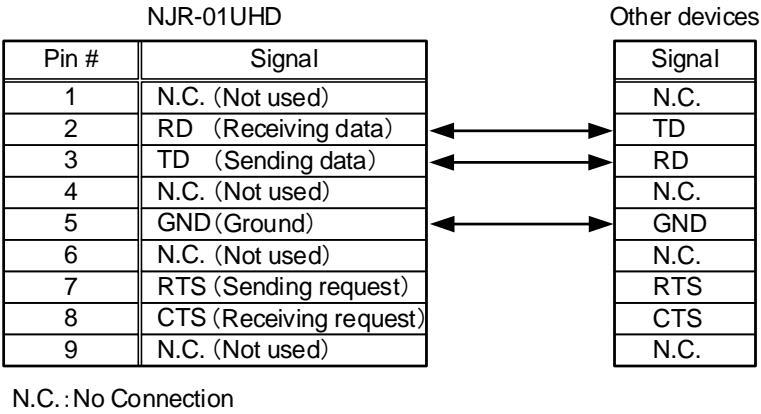 NJR-01UHD Other devices
Pin # Signal Signal
1 N.C. (Not used) N.C.
2 RD (Receiving data) TD
3 TD (Sending data) RD
4 N.C. (Not used) N.C.
5 GND (Ground) GND
6 N.C. (Not used) N.C.
7 RTS (Sending request) RTS
8 CTS (Receiving request) CTS
9 N.C. (Not used) N.C.
N.C.: No Connection